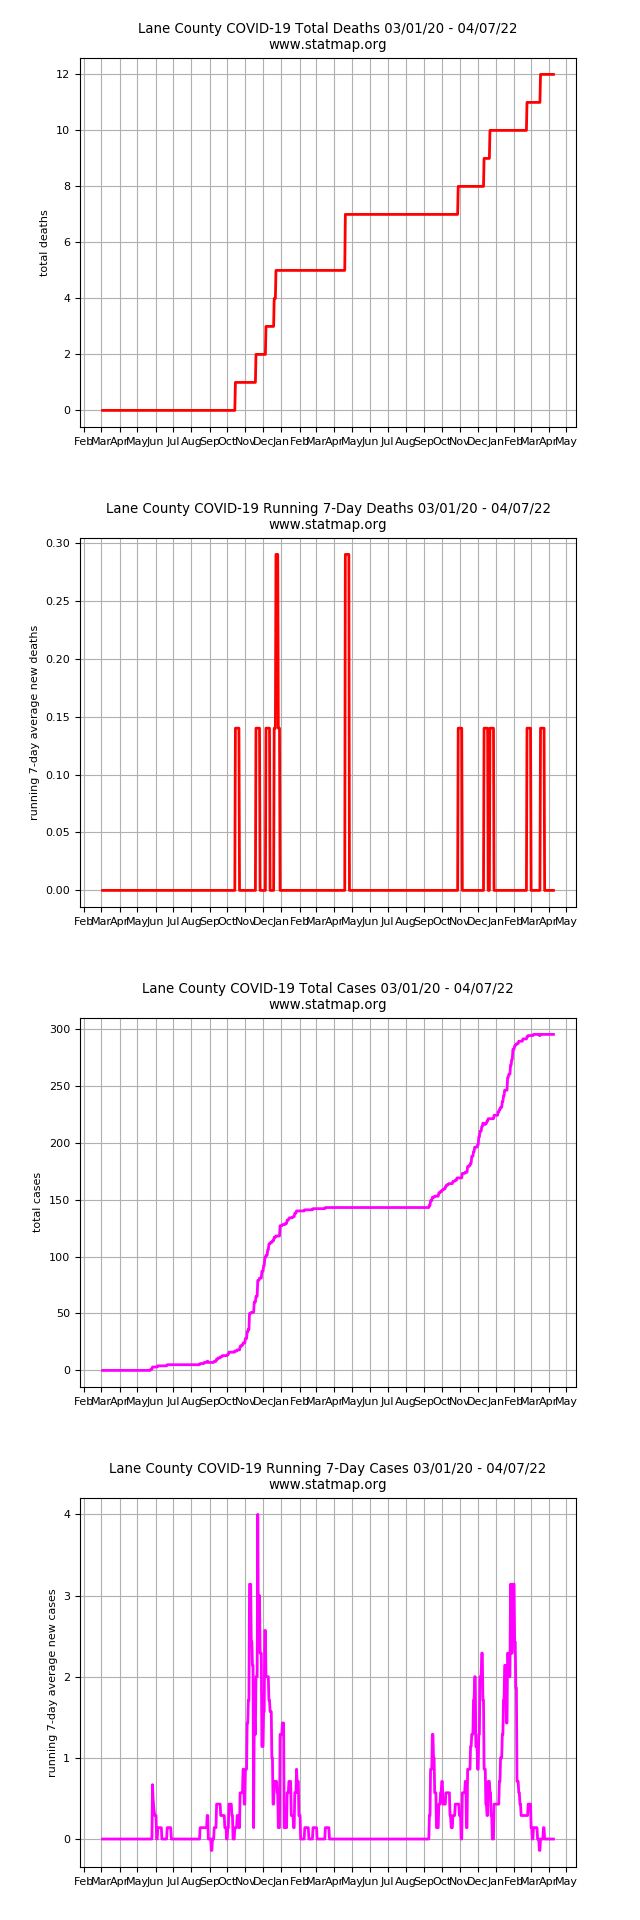 Lane County COVID-19 Total Deaths 03/01/20 - 04/07/22
www.statmap.org
12
10
8
6
4
2
0
total deaths
Feb Mar Apr May Jun Jul Aug Sep Oct Nov Dec Jan Feb Mar Apr May Jun Jul Aug Sep Oct Nov Dec Jan Feb Mar Apr May
Lane County COVID-19 Running 7-Day Deaths 03/01/20 - 04/07/22
www.statmap.org
0.30
0.25
0.20
0.15
0.10
0.05
0.00
running 7-day average new deaths
Feb Mar Apr May Jun Jul Aug Sep Oct Nov Dec Jan Feb Mar Apr May Jun Jul Aug Sep Oct Nov Dec Jan Feb Mar Apr May
Lane County COVID-19 Total Cases 03/01/20 - 04/07/22
www.statmap.org
300
250
200
150
100
50
0
total cases
Feb Mar Apr May Jun Jul Aug Sep Oct Nov Dec Jan Feb Mar Apr May Jun Jul Aug Sep Oct Nov Dec Jan Feb Mar Apr May
Lane County COVID-19 Running 7-Day Cases 03/01/20 - 04/07/22
www.statmap.org
4
3
2
1
0
running 7-day average new cases
Feb Mar Apr May Jun Jul Aug Sep Oct Nov Dec Jan Feb Mar Apr May Jun Jul Aug Sep Oct Nov Dec Jan Feb Mar Apr May